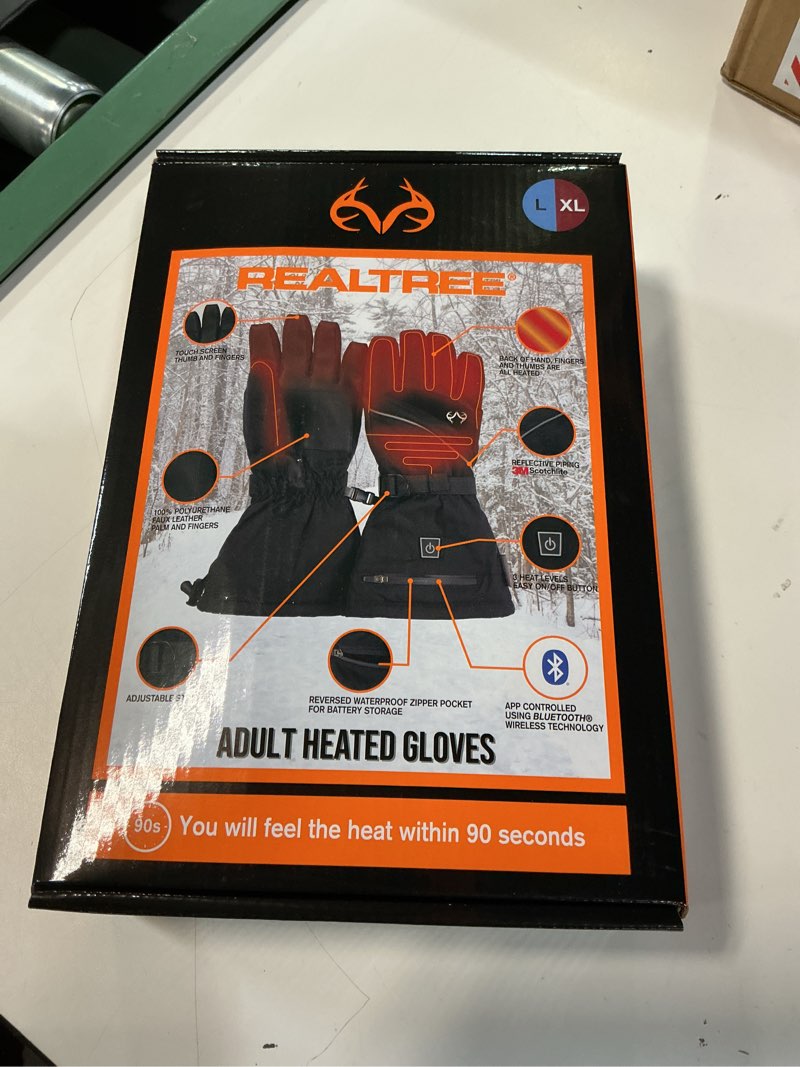 L XL
REALTREE®
TOUCH SCREEN
THUMB AND FINGERS
BACK OF HAND, FINGERS
AND THUMBS ARE
ALL HEATED
REFLECTIVE PIPING
3M Scotchlite
100% POLYURETHANE
FAUX LEATHER
PALM AND FINGERS
3 HEAT LEVELS
EASY ON/OFF BUTTON
ADJUSTABLE
REVERSED WATERPROOF ZIPPER POCKET
FOR BATTERY STORAGE
APP CONTROLLED
USING BLUETOOTH®
WIRELESS TECHNOLOGY
ADULT HEATED GLOVES
90s
You will feel the heat within 90 seconds